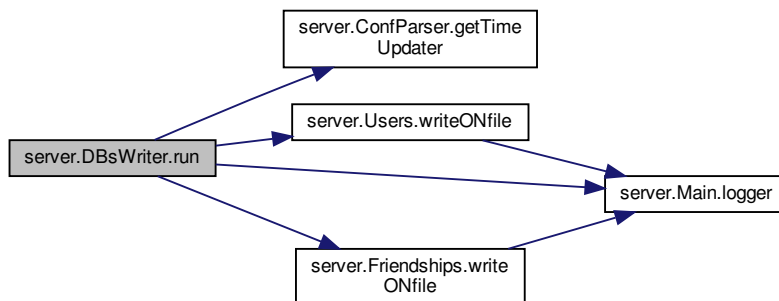 server.ConfParser.getTime
Updater
server.Users.writeONfile
server.DBsWriter.run
server.Main.logger
server.Friendships.write
ONfile